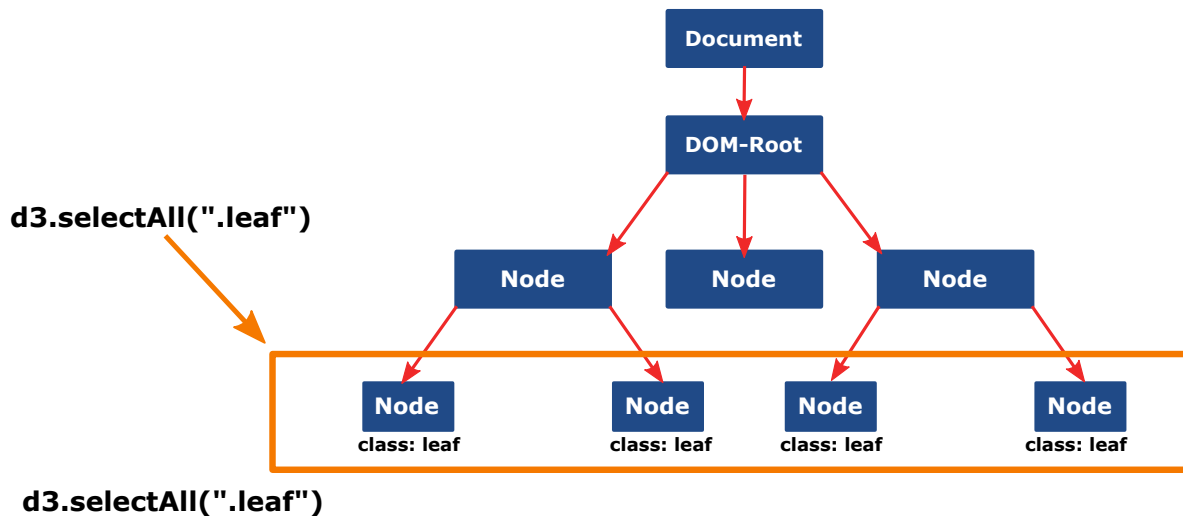 Document
DOM-Root
d3.selectAll(".leaf")
Node Node Node
Node Node Node Node
class: leaf class: leaf class: leaf class: leaf
d3.selectAll(".leaf")